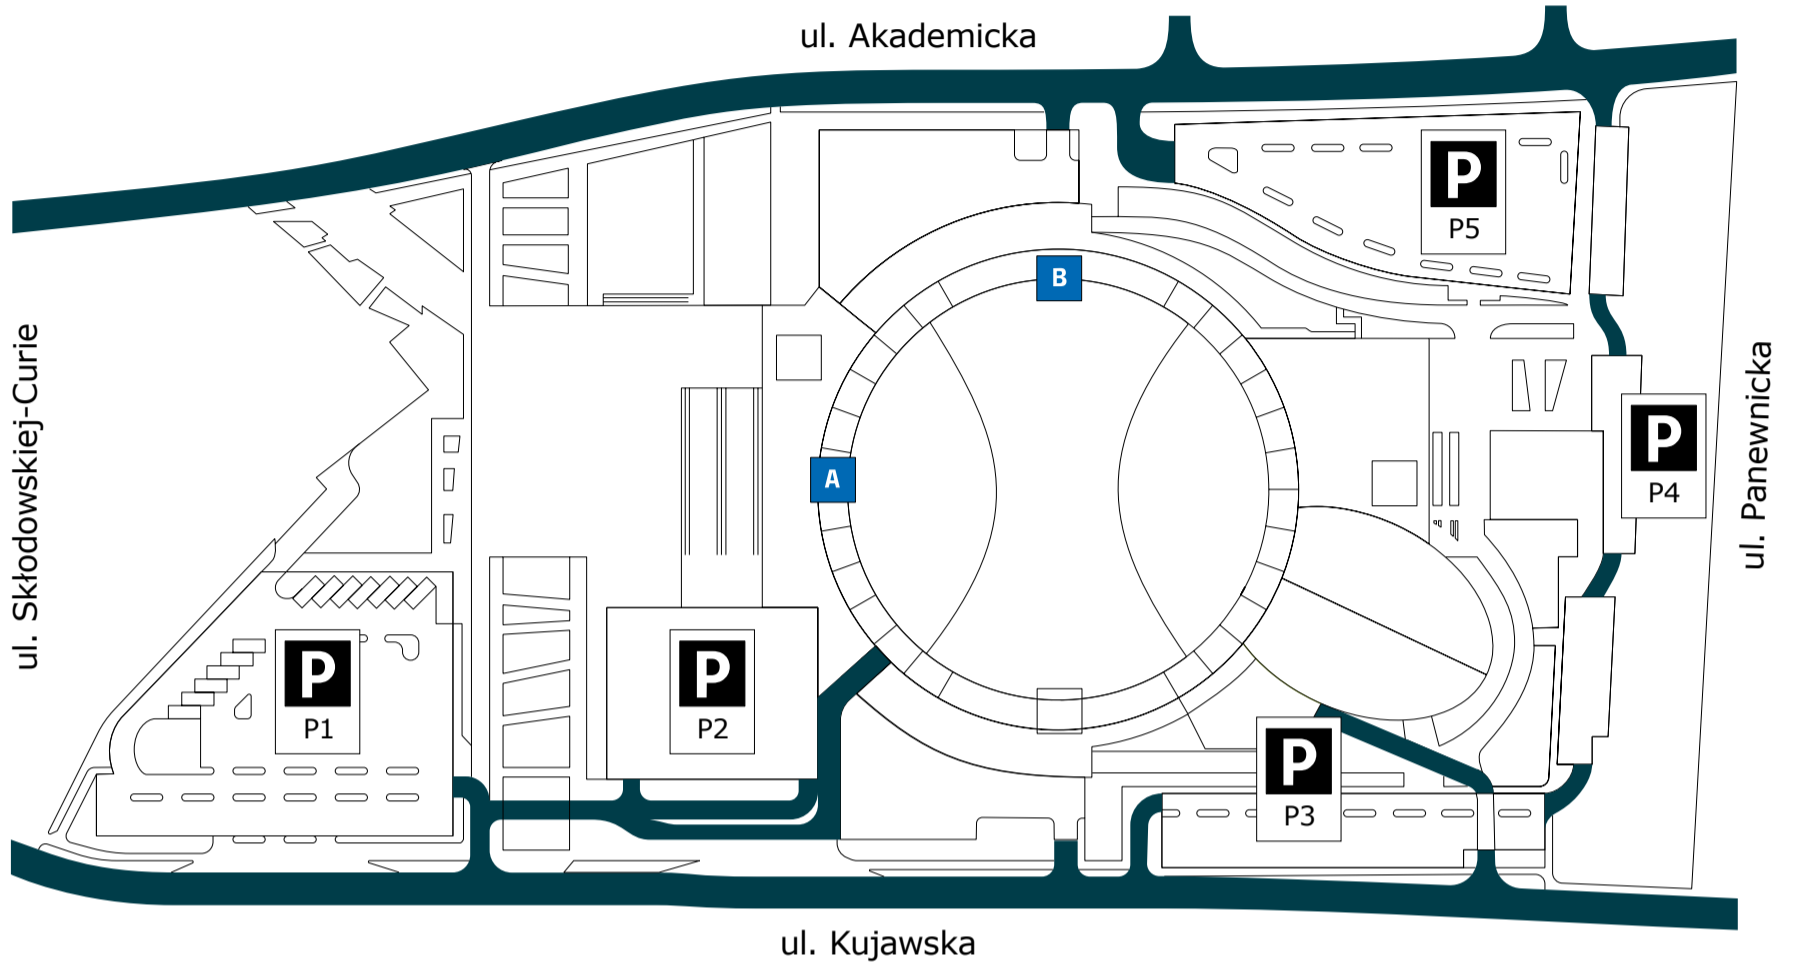 ul. Akademicka
P
P5
B
ul. Skłodowskiej-Curie
ul. Panewnicka
P
P4
A
P
P1
P
P2
P
P3
ul. Kujawska